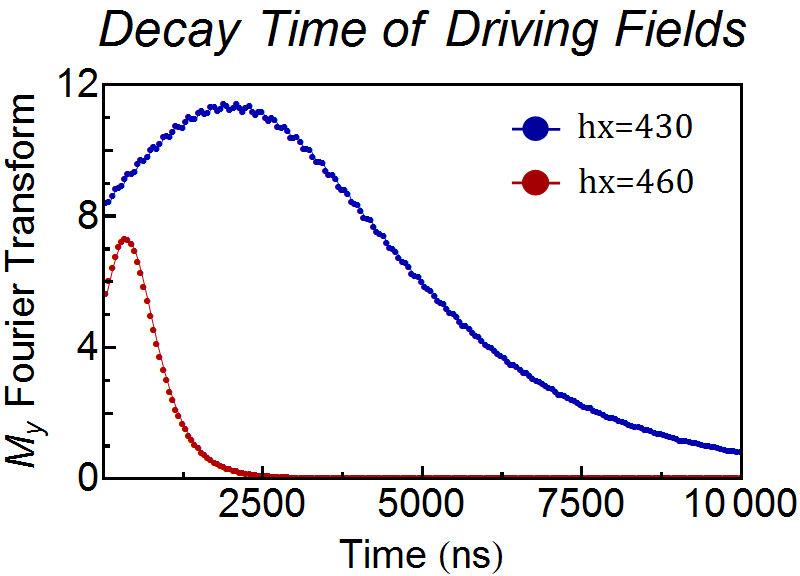 Decay Time of Driving Fields
My Fourier Transform
12
8
4
0
hx=430
hx=460
2500 5000 7500 10 000
Time (ns)